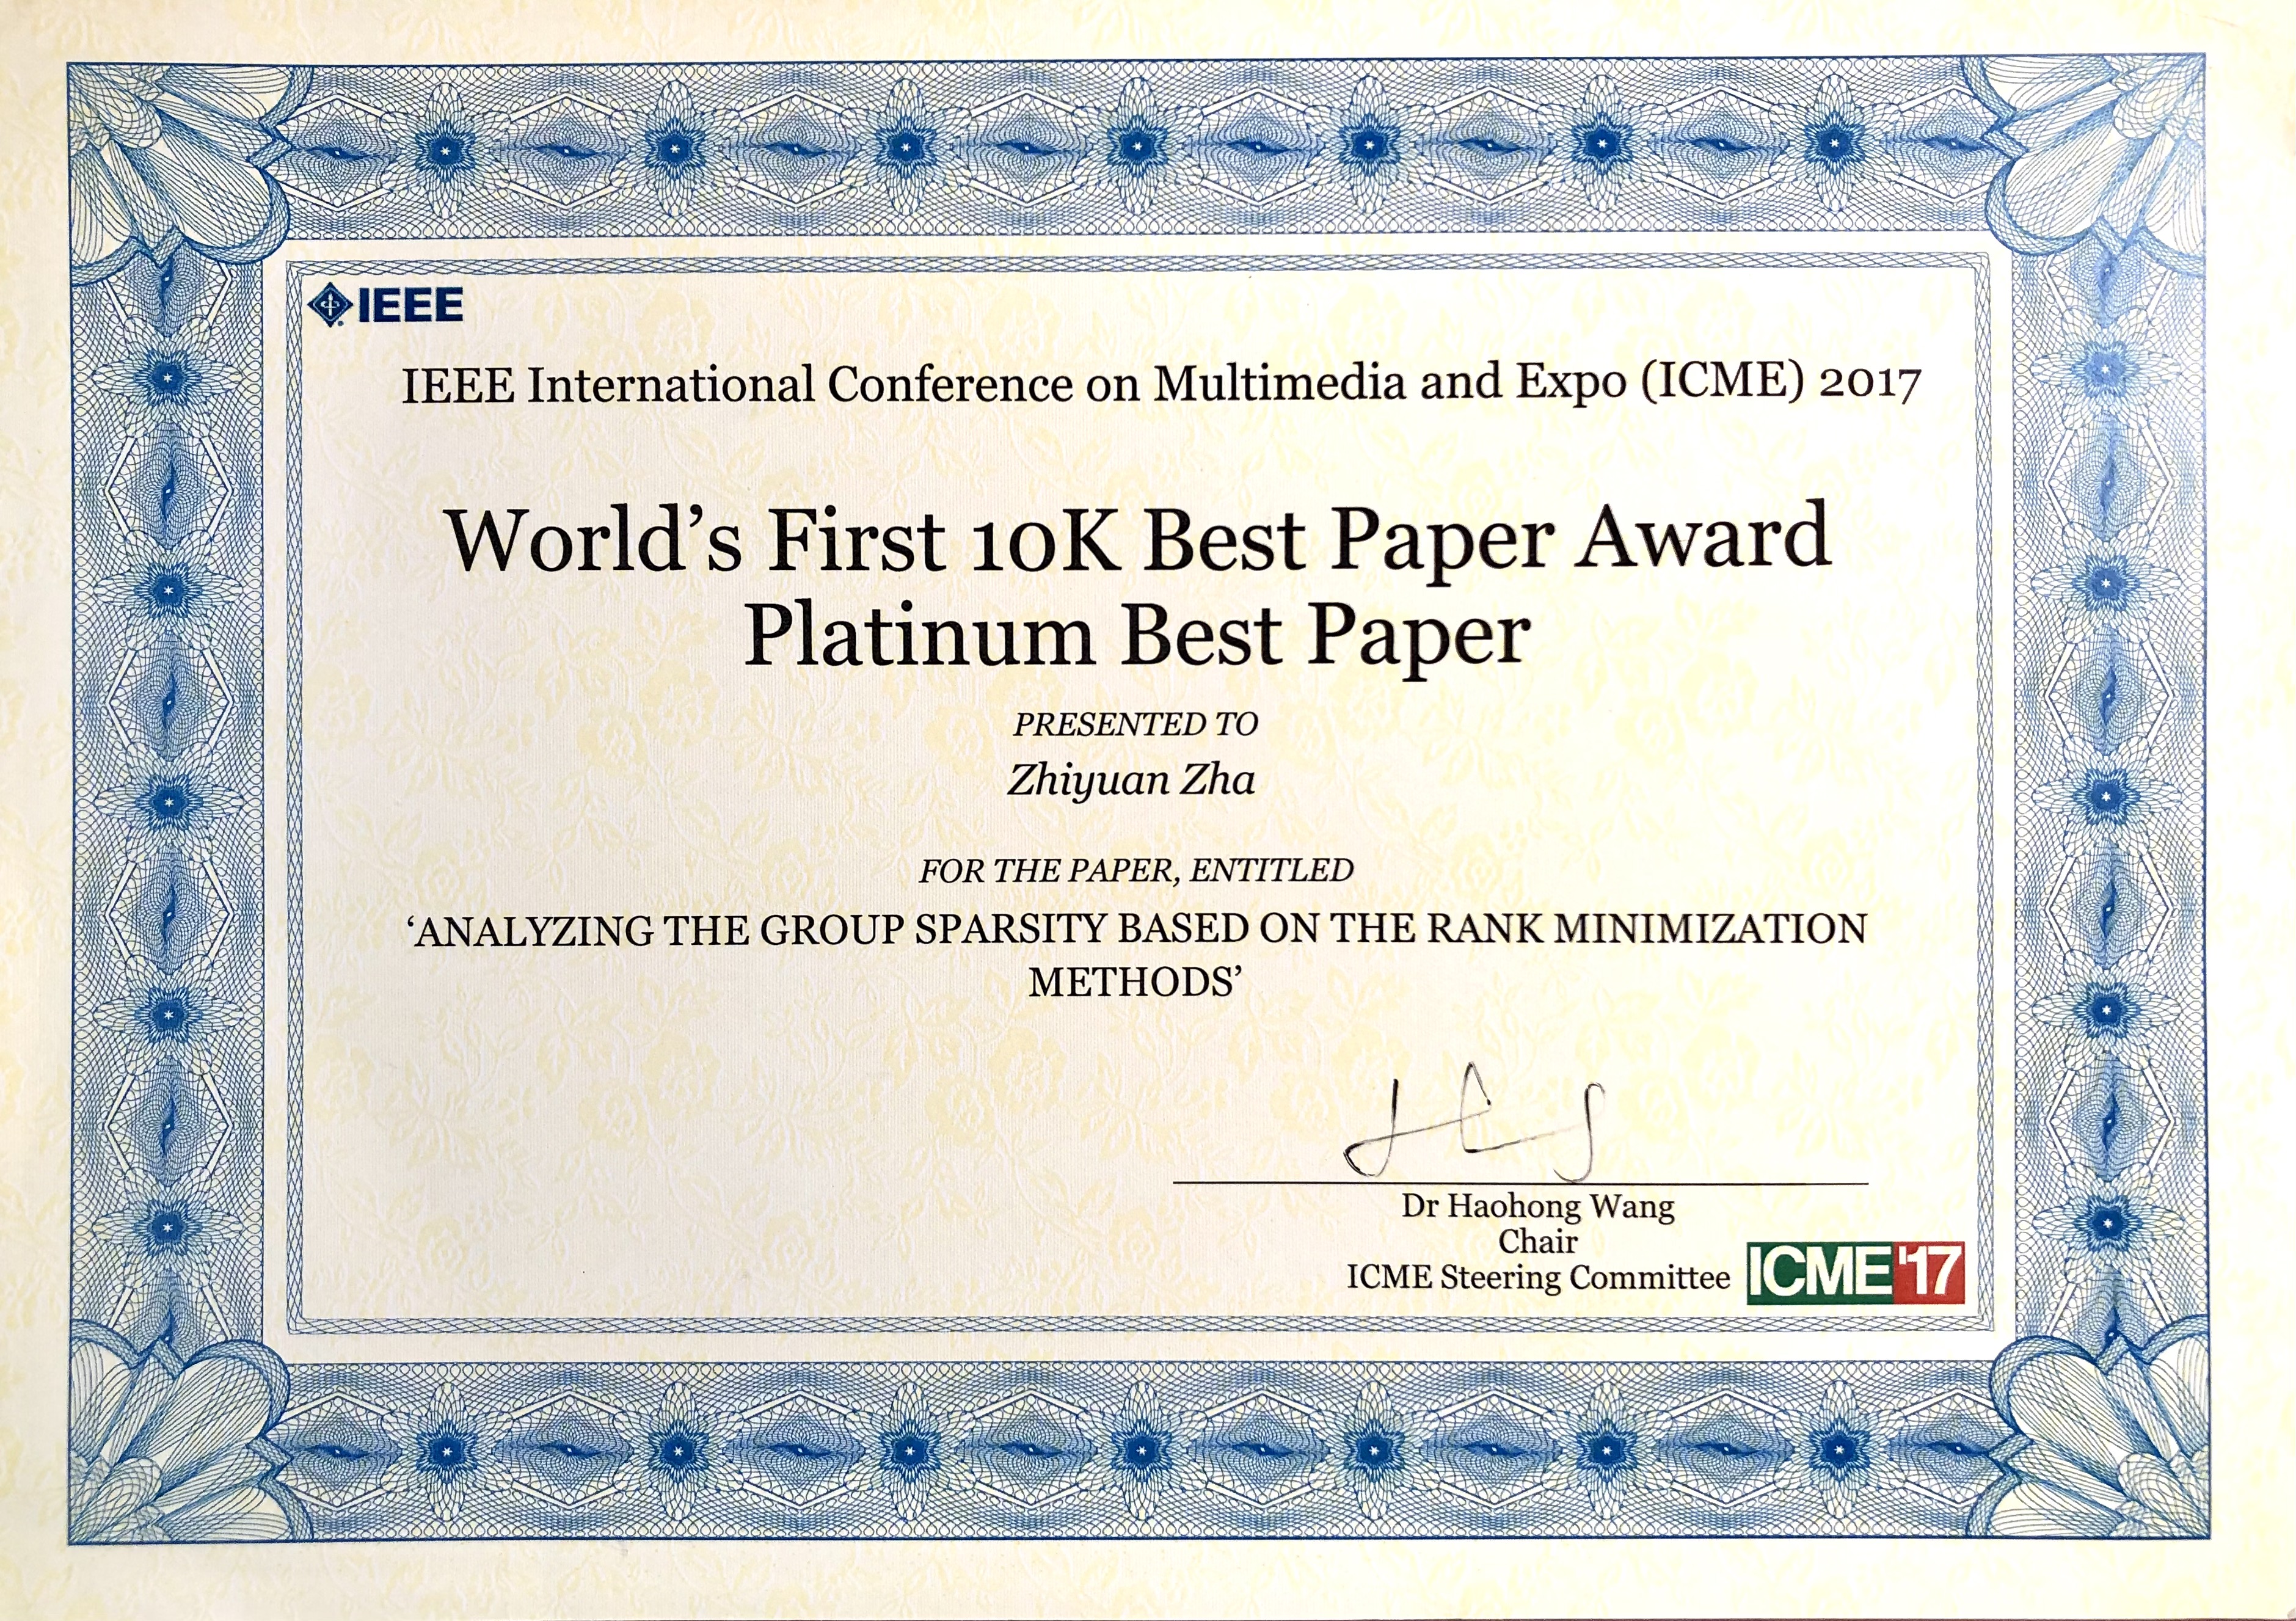 IEEE
IEEE International Conference on Multimedia and Expo (ICME) 2017
World’s First 10K Best Paper Award
Platinum Best Paper
PRESENTED TO
Zhiyuan Zha
FOR THE PAPER, ENTITLED
‘ANALYZING THE GROUP SPARSITY BASED ON THE RANK MINIMIZATION
METHODS’
Dr Haohong Wang
Chair
ICME Steering Committee
ICME'17